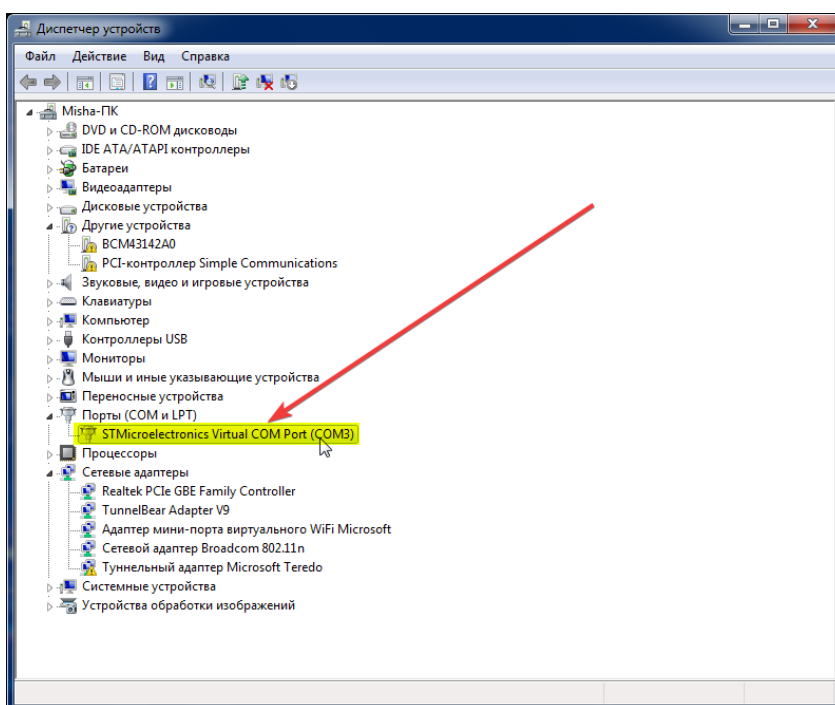 Диспетчер устройств
Файл Действие Вид Справка
Misha-ПК
DVD и CD-ROM дисководы
IDE ATA/ATAPI контроллеры
Батареи
Видеоадаптеры
Дисковые устройства
Другие устройства
BCM43142A0
PCI-контроллер Simple Communications
Звуковые, видео и игровые устройства
Клавиатуры
Компьютер
Контроллеры USB
Мониторы
Мыши и иные указывающие устройства
Переносные устройства
Порты (COM и LPT)
STMicroelectronics Virtual COM Port (COM3)
Процессоры
Сетевые адаптеры
Realtek PCIe GBE Family Controller
TunnelBear Adapter V9
Адаптер мини-порта виртуального WiFi Microsoft
Сетевой адаптер Broadcom 802.11n
Туннельный адаптер Microsoft Teredo
Системные устройства
Устройства обработки изображений